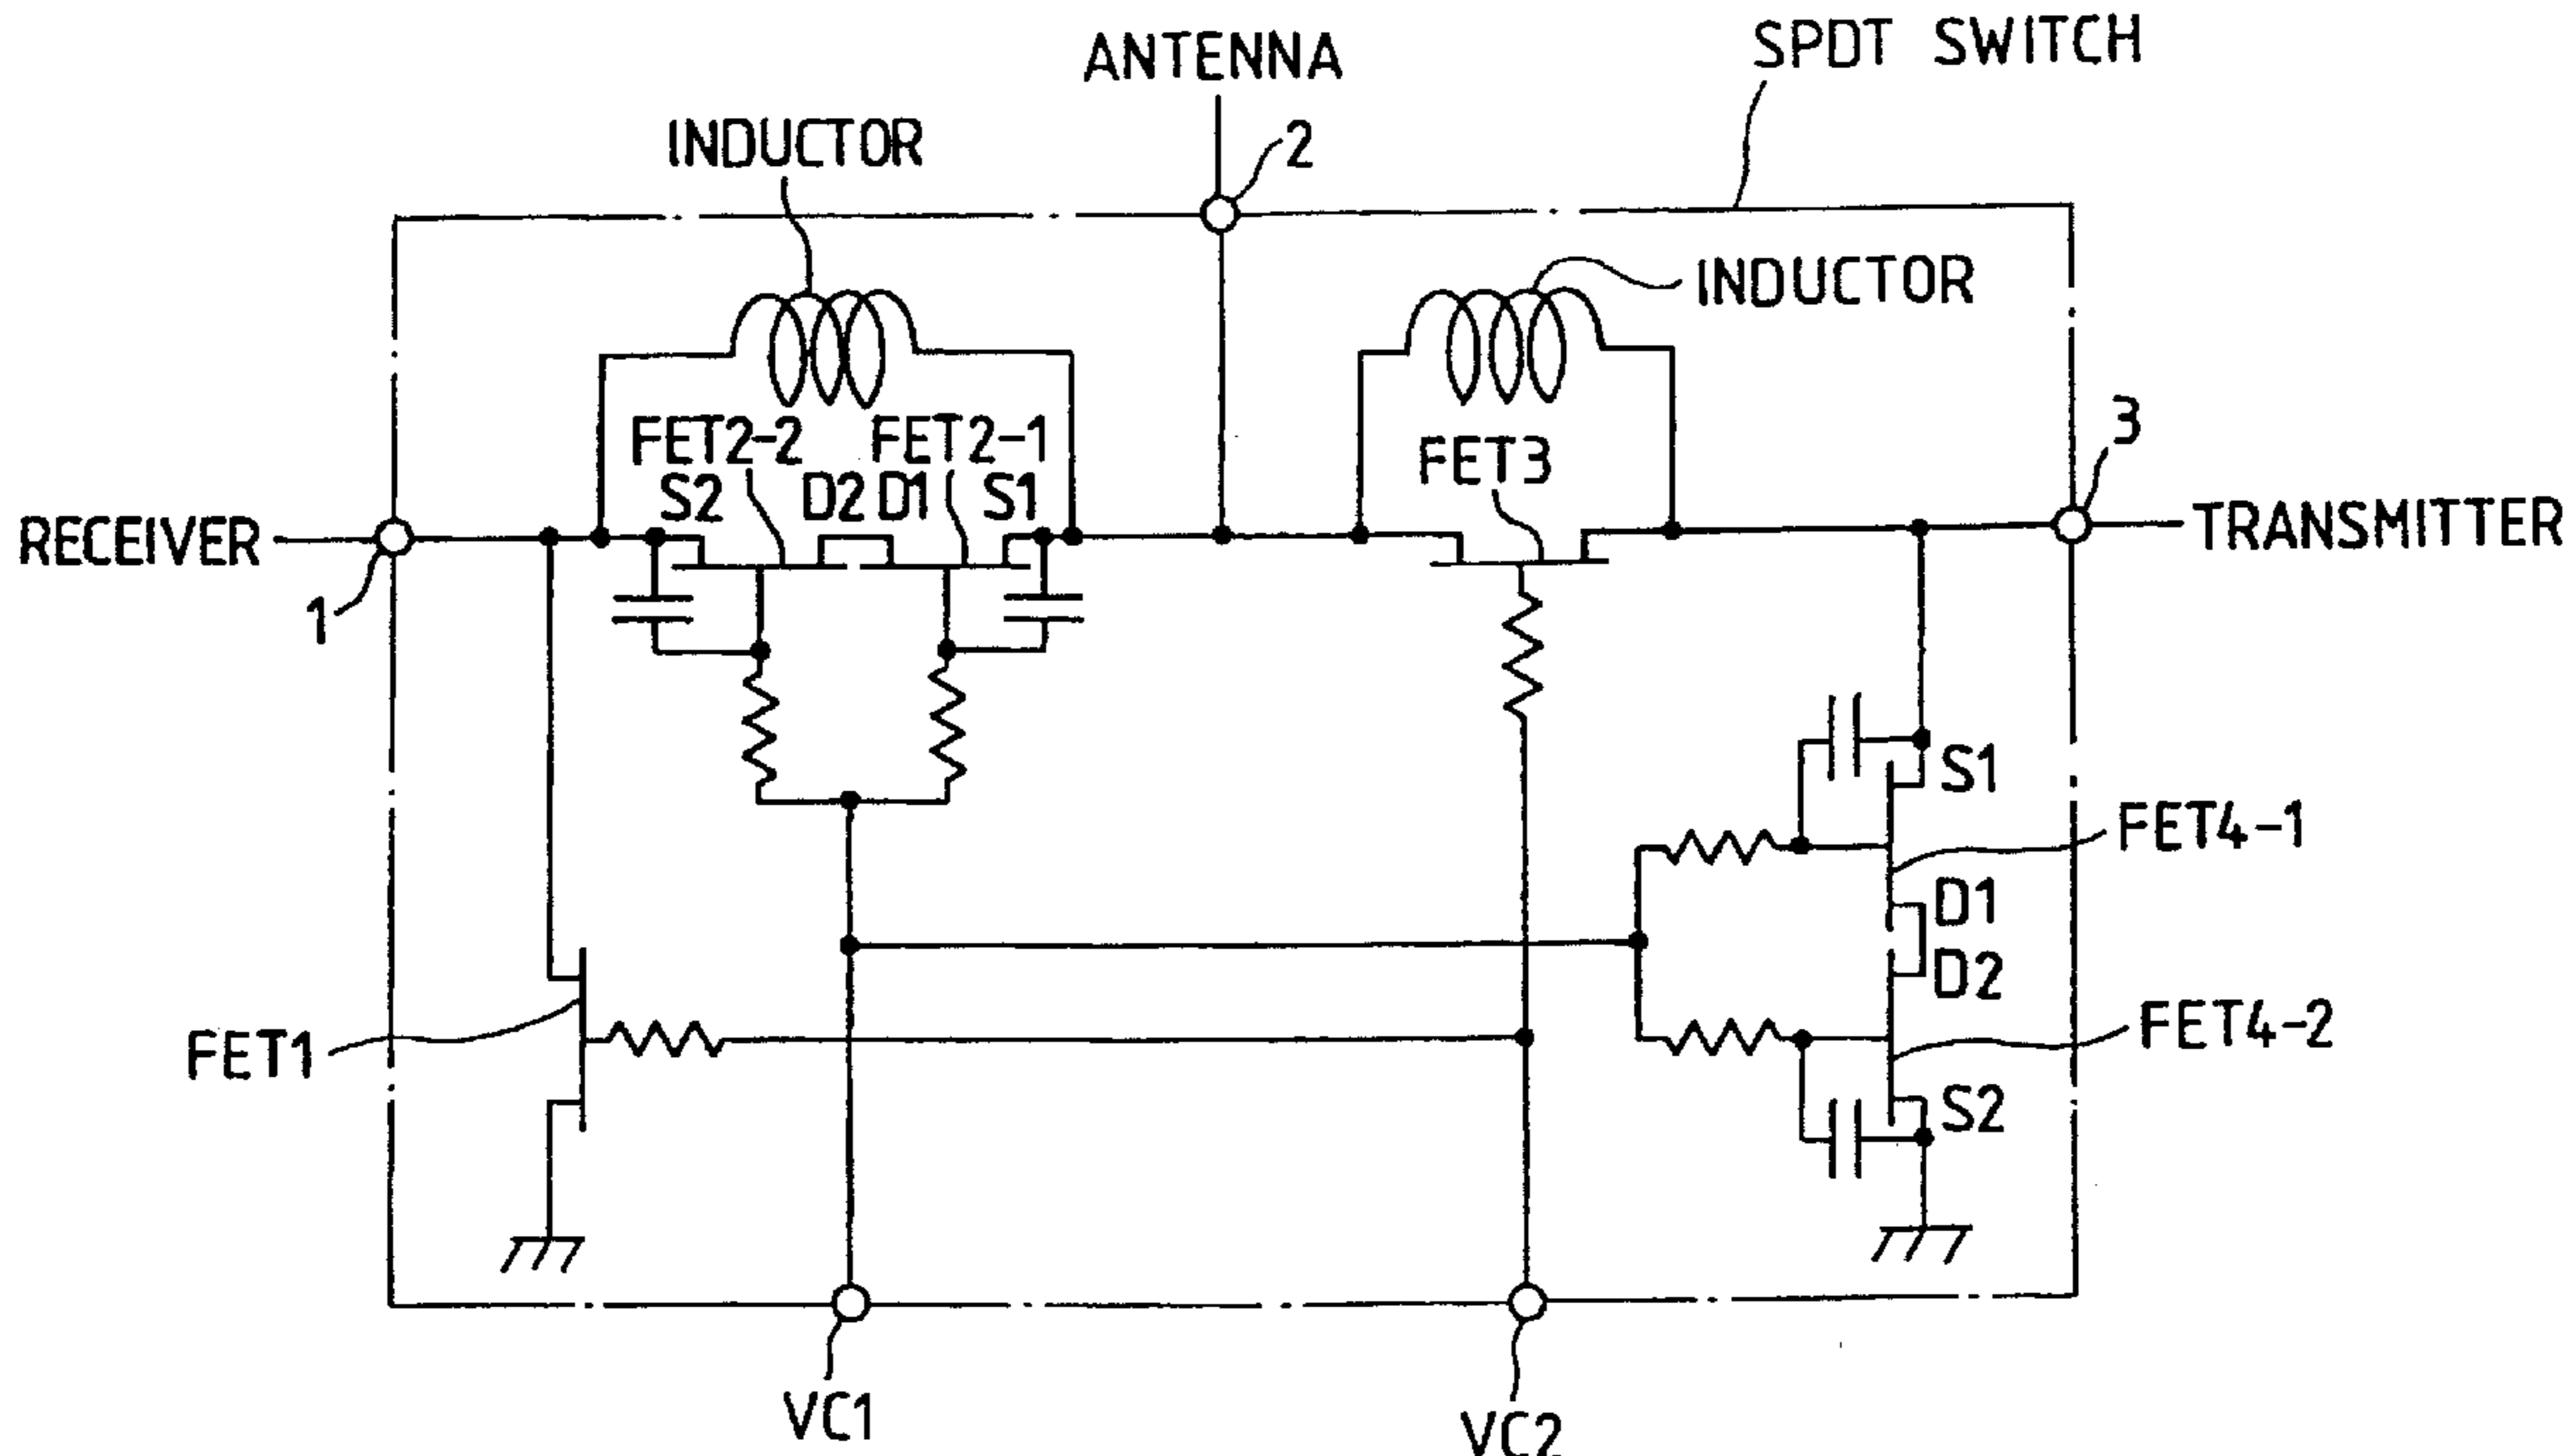 SPDT SWITCH
ANTENNA
INDUCTOR
2
INDUCTOR
3
FET2-2 FET2-1
FET3
S2 D2 D1 S1
RECEIVER
TRANSMITTER
1
S1
FET4-1
D1
D2
FET1
FET4-2
S2
VC1
VC2